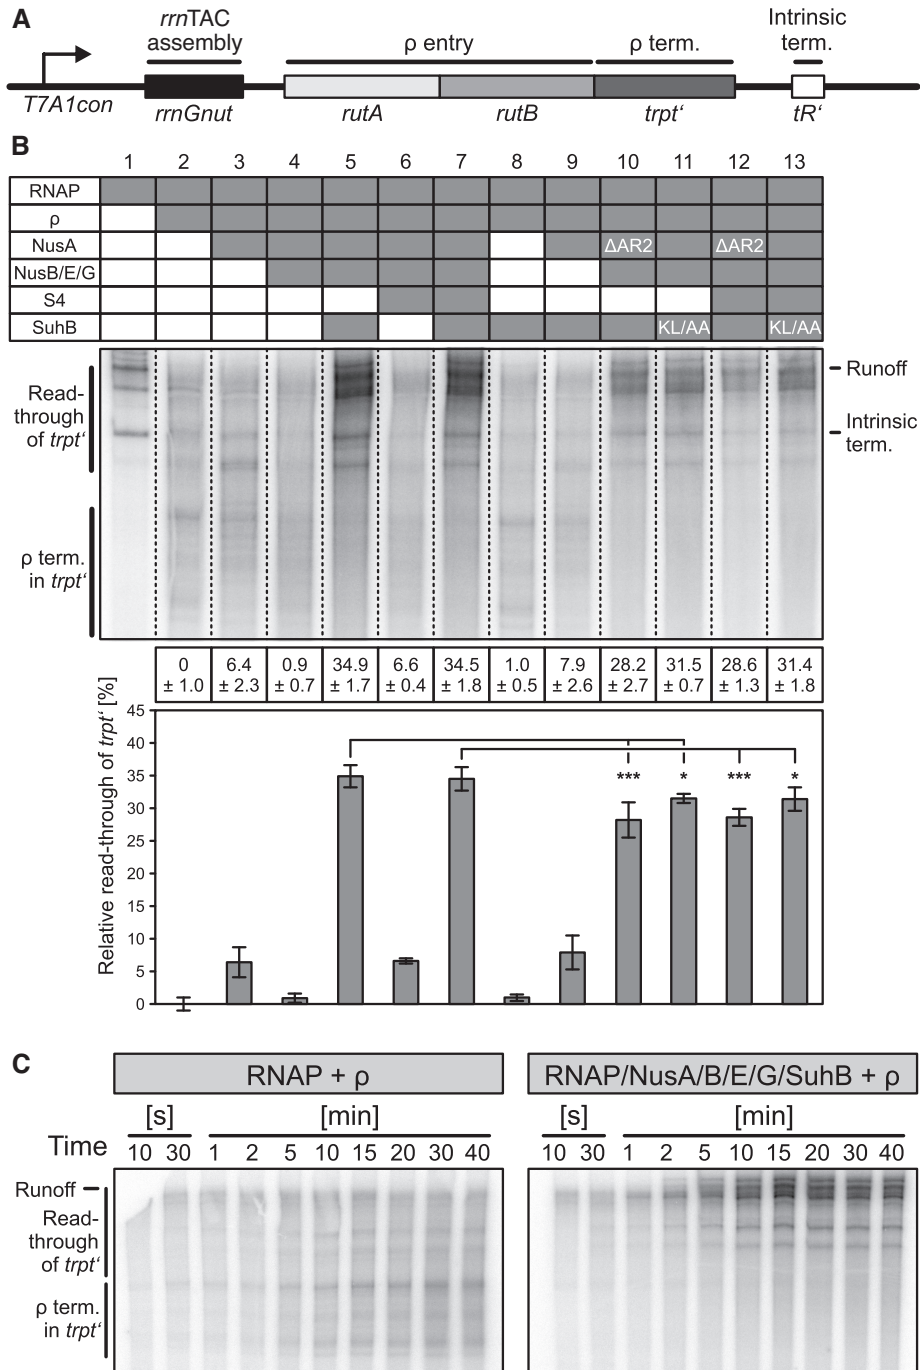 A
rrnTAC
assembly
ρ entry
ρ term.
Intrinsic
term.
T7A1con
rrnGnut
rutA
rutB
trpt‘
tR‘
B
1 2 3 4 5 6 7 8 9 10 11 12 13
RNAP
ρ
NusA ΔAR2 ΔAR2
NusB/E/G
S4
SuhB KL/AA KL/AA
Read-
through
of trpt‘
ρ term.
in trpt‘
Runoff
Intrinsic
term.
0 6.4 0.9 34.9 6.6 34.5 1.0 7.9 28.2 31.5 28.6 31.4
± 1.0 ± 2.3 ± 0.7 ± 1.7 ± 0.4 ± 1.8 ± 0.5 ± 2.6 ± 2.7 ± 0.7 ± 1.3 ± 1.8
Relative read-through of trpt‘ [%]
45
40
35
30
25
20
15
10
5
0
*** * *** *
C
RNAP + ρ
RNAP/NusA/B/E/G/SuhB + ρ
[s] [min] [s] [min]
Time 10 30 1 2 5 10 15 20 30 40 10 30 1 2 5 10 15 20 30 40
Runoff
Read-
through
of trpt‘
ρ term.
in trpt‘